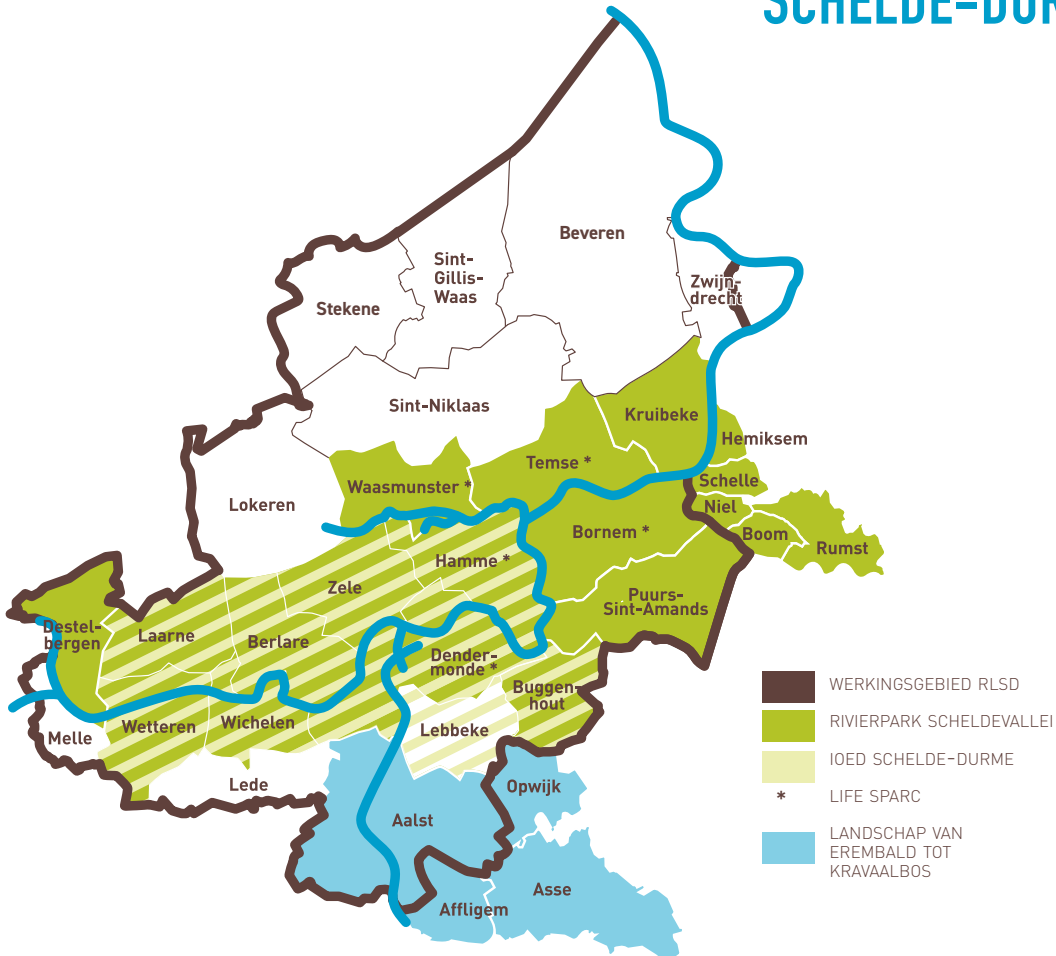 Beveren
Sint-
Gillis-
Waas
Zwijn-
drecht
Stekene
Sint-Niklaas
Kruibeke
Hemiksem
Temse *
Schelle
Waasmunster *
Lokeren
Niel
Bornem *
Boom
Rumst
Hamme *
Zele
Puurs-
Sint-Amands
Destel-
bergen
Laarne
Berlare
Dender-
monde *
Buggen-
hout
Wetteren
Wichelen
Lebbeke
Melle
Lede
Opwijk
Aalst
Asse
Affligem
WERKINGSGEBIED RLSD
RIVIERPARK SCHELDEVALLEI
IOED SCHELDE-DURME
* LIFE SPARC
LANDSCHAP VAN
EREMBALD TOT
KRAVAALBOS